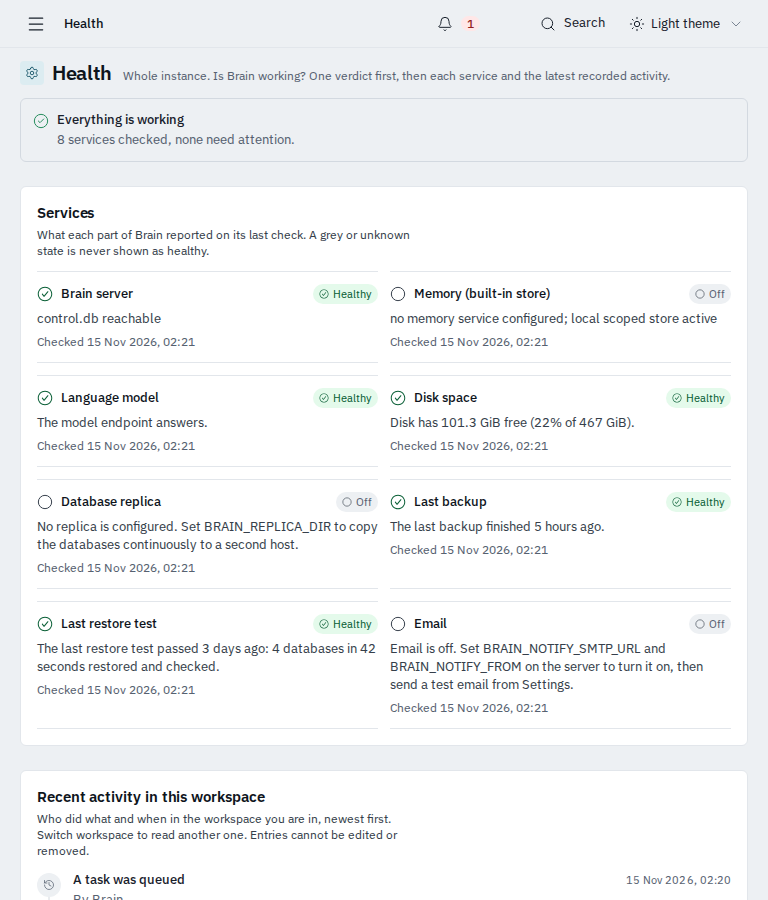 Health
1
Search
Light theme
Health
Whole instance. Is Brain working? One verdict first, then each service and the latest recorded activity.
Everything is working
8 services checked, none need attention.
Services
What each part of Brain reported on its last check. A grey or unknown
state is never shown as healthy.
Brain server
Healthy
control.db reachable
Checked 15 Nov 2026, 02:21
Memory (built-in store)
Off
no memory service configured; local scoped store active
Checked 15 Nov 2026, 02:21
Language model
Healthy
The model endpoint answers.
Checked 15 Nov 2026, 02:21
Disk space
Healthy
Disk has 101.3 GiB free (22% of 467 GiB).
Checked 15 Nov 2026, 02:21
Database replica
Off
No replica is configured. Set BRAIN_REPLICA_DIR to copy
the databases continuously to a second host.
Checked 15 Nov 2026, 02:21
Last backup
Healthy
The last backup finished 5 hours ago.
Checked 15 Nov 2026, 02:21
Last restore test
Healthy
The last restore test passed 3 days ago: 4 databases in 42
seconds restored and checked.
Checked 15 Nov 2026, 02:21
Email
Off
Email is off. Set BRAIN_NOTIFY_SMTP_URL and
BRAIN_NOTIFY_FROM on the server to turn it on, then
send a test email from Settings.
Checked 15 Nov 2026, 02:21
Recent activity in this workspace
Who did what and when in the workspace you are in, newest first.
Switch workspace to read another one. Entries cannot be edited or
removed.
A task was queued
15 Nov 2026, 02:20
By Brain